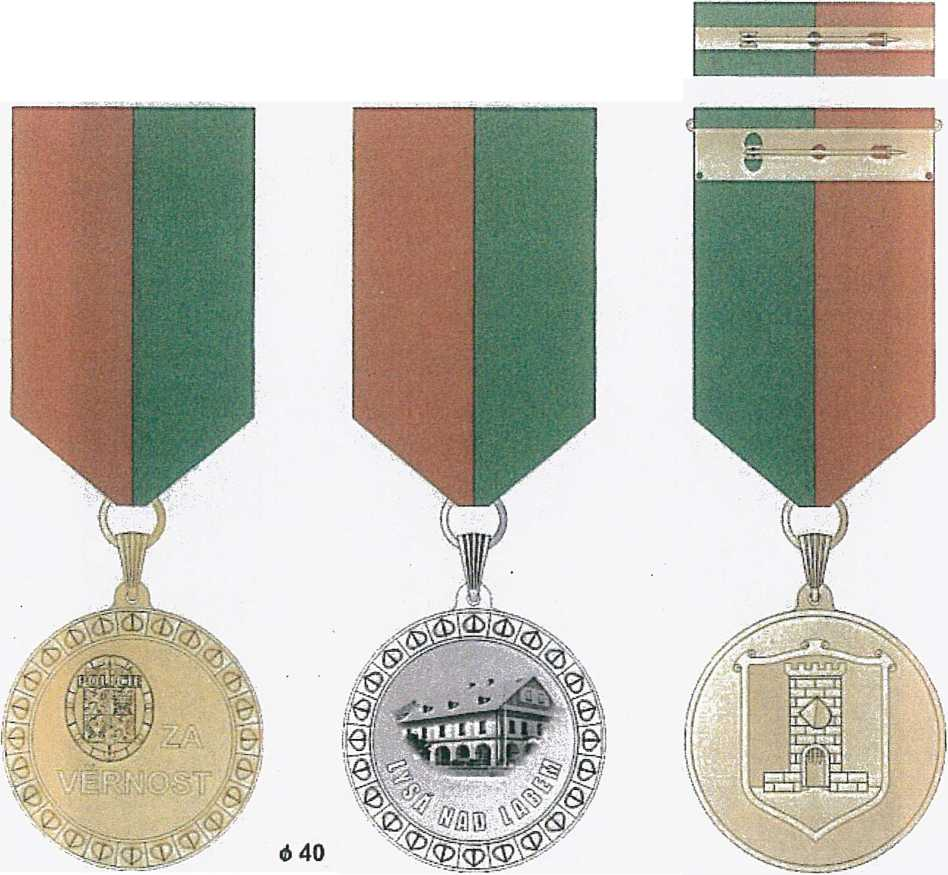 POLICIE
ZA
VĚRNOST
LYSÁ NAD LABEM
ø 40